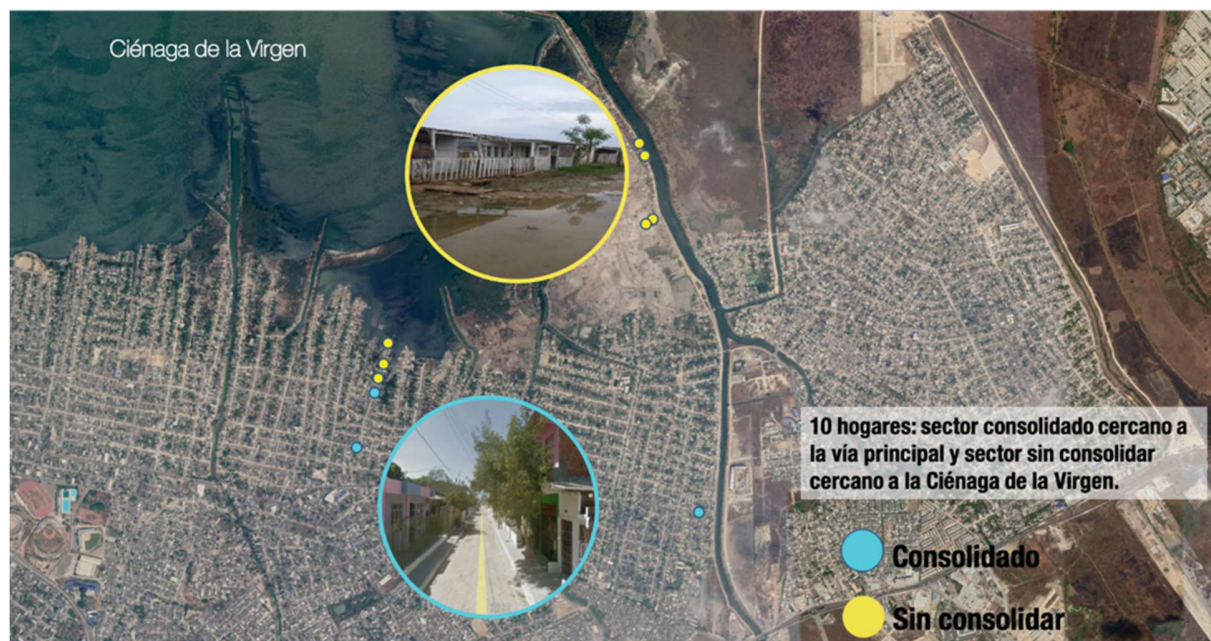 Ciénaga de la Virgen
10 hogares: sector consolidado cercano a
la vía principal y sector sin consolidar
cercano a la Ciénaga de la Virgen.
Consolidado
Sin consolidar